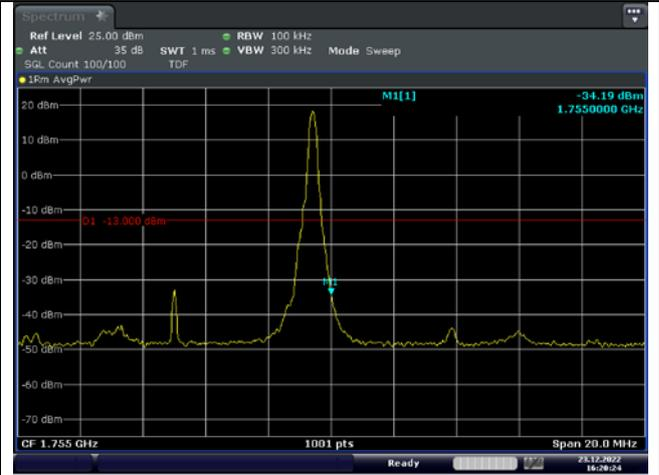 Spectrum
Ref Level 25.00 dBm RBW 100 kHz
Att 35 dB SWT 1 ms VBW 300 kHz Mode Sweep
SGL Count 100/100 TDF
1Rm AvgPwr
M1[1] -34.19 dBm
1.7550000 GHz
20 dBm
10 dBm
0 dBm
-10 dBm
D1 -13.000 dBm
-20 dBm
-30 dBm
M1
-40 dBm
-50 dBm
-60 dBm
-70 dBm
CF 1.755 GHz 1001 pts Span 20.0 MHz
Ready 23.12.2022
16:20:24